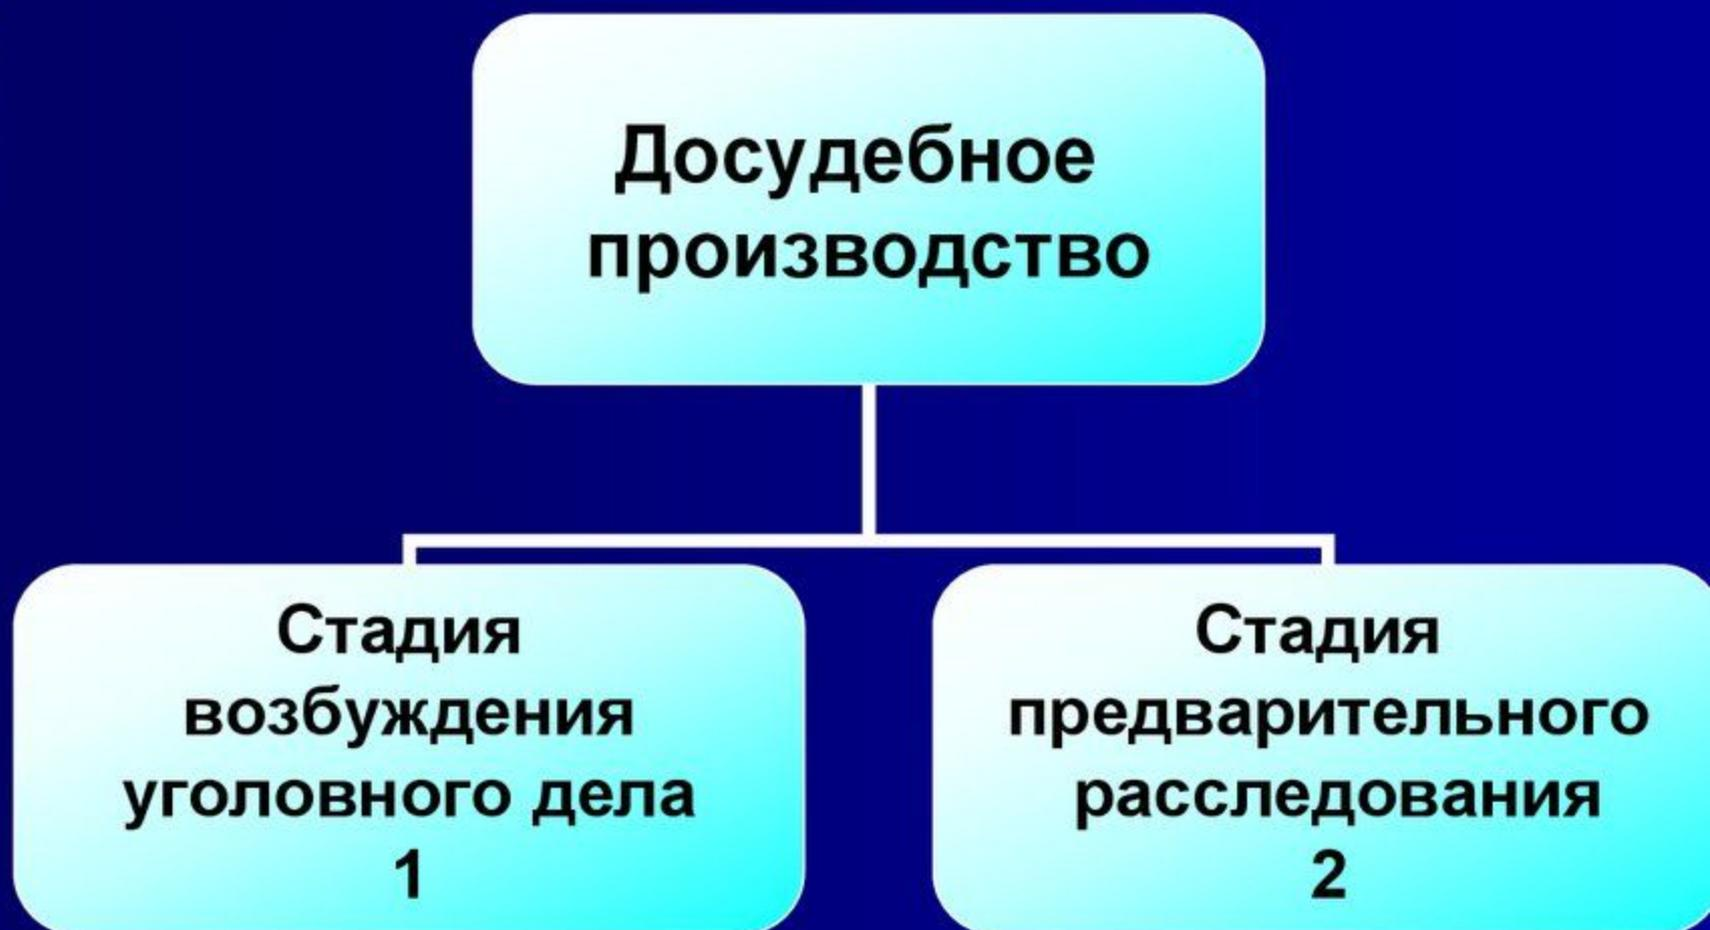 Досудебное
производство
Стадия
возбуждения
уголовного дела
1
Стадия
предварительного
расследования
2